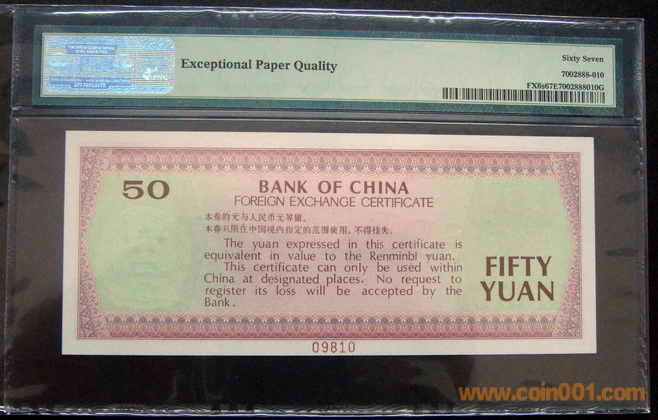 Exceptional Paper Quality
Sixty Seven
7002888-010
FX6s67E7002888010G
PNG
50
BANK OF CHINA
FOREIGN EXCHANGE CERTIFICATE
本券的元与人民币元等值。
本券只限在中国境内指定的范围使用，不得挂失。
The yuan expressed in this certificate is
equivalent in value to the Renminbi yuan.
This certificate can only be used within
China at designated places. No request to
register its loss will be accepted by the
Bank.
FIFTY
YUAN
09810
www.coin001.com